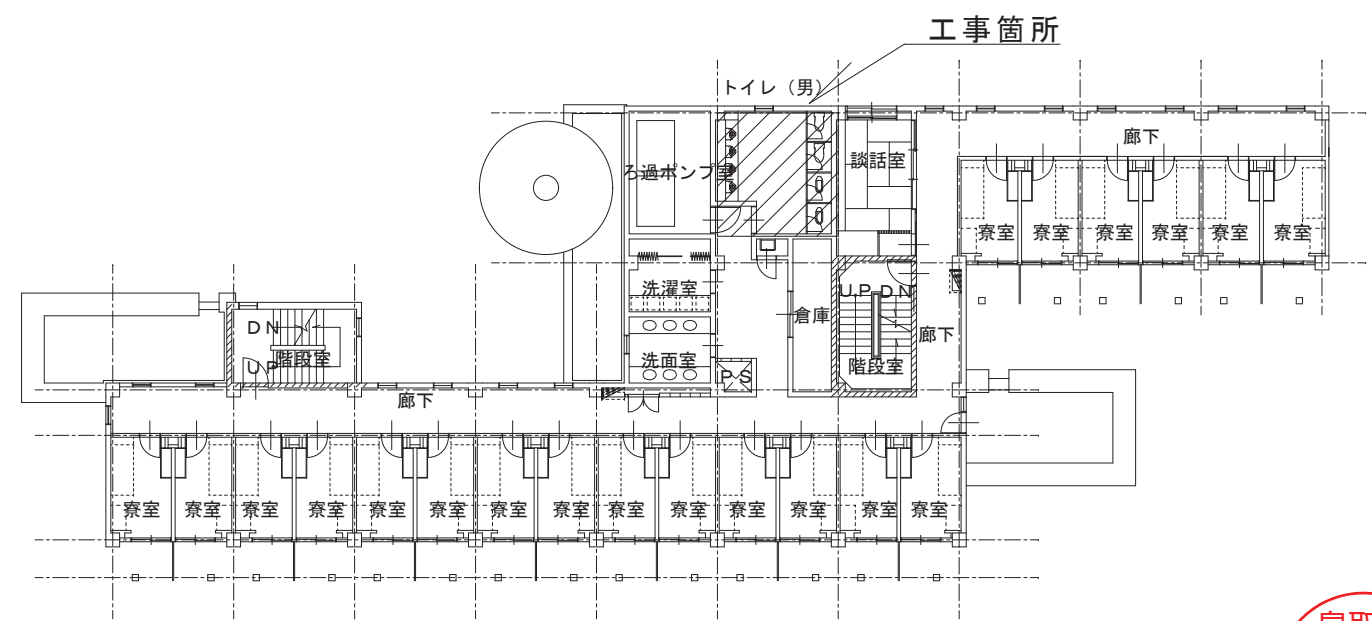 工事箇所
トイレ（男）
廊下
談話室
ろ過ポンプ室
寮室 寮室 寮室 寮室 寮室 寮室
洗濯室
UP DN
倉庫
DN
廊下
洗面室
階段室
階段室
UP
PS
廊下
寮室 寮室 寮室 寮室 寮室 寮室 寮室 寮室 寮室 寮室 寮室 寮室 寮室 寮室